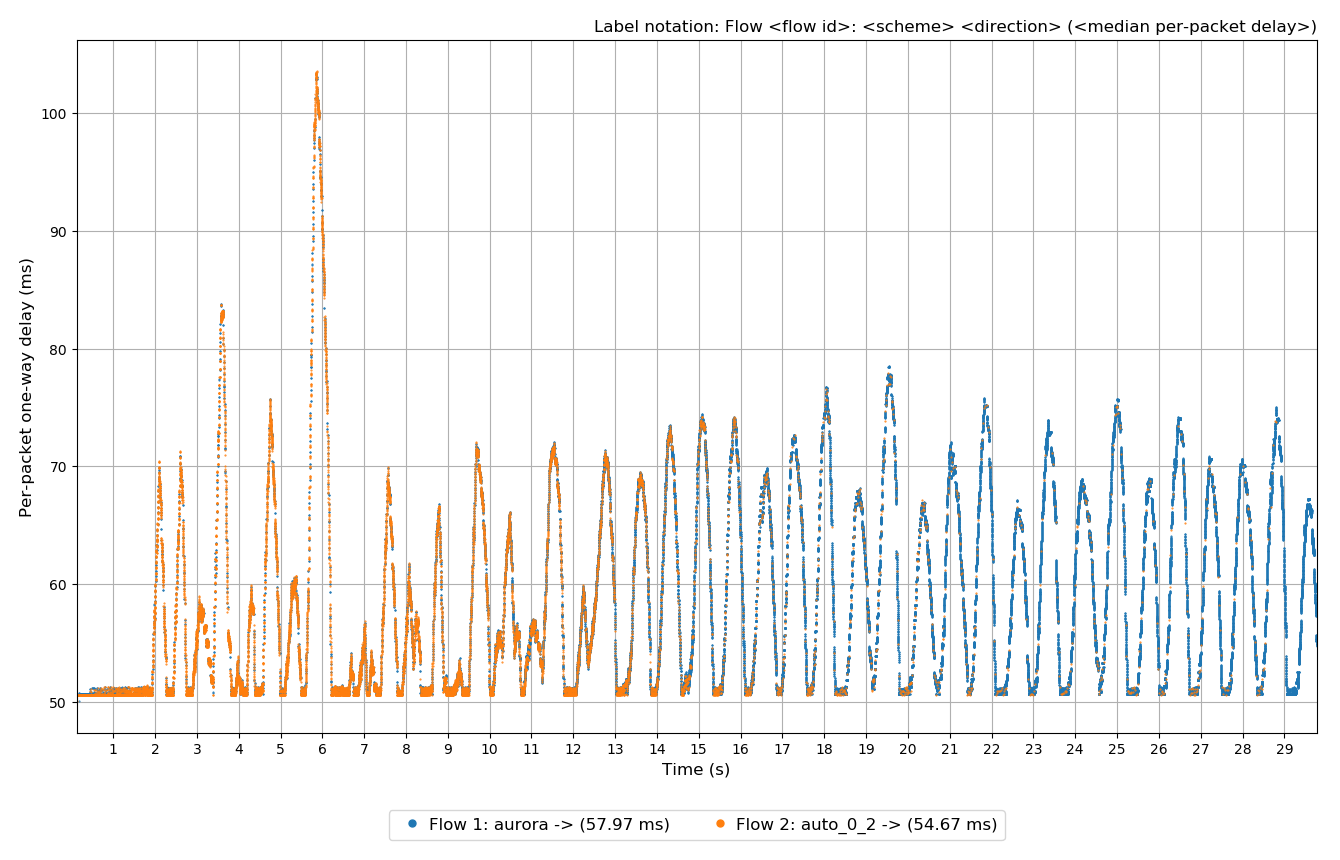 Label notation: Flow <flow id>: <scheme> <direction> (<median per-packet delay>)
Per-packet one-way delay (ms)
100
90
80
70
60
50
1 2 3 4 5 6 7 8 9 10 11 12 13 14 15 16 17 18 19 20 21 22 23 24 25 26 27 28 29
Time (s)
Flow 1: aurora -> (57.97 ms) Flow 2: auto_0_2 -> (54.67 ms)